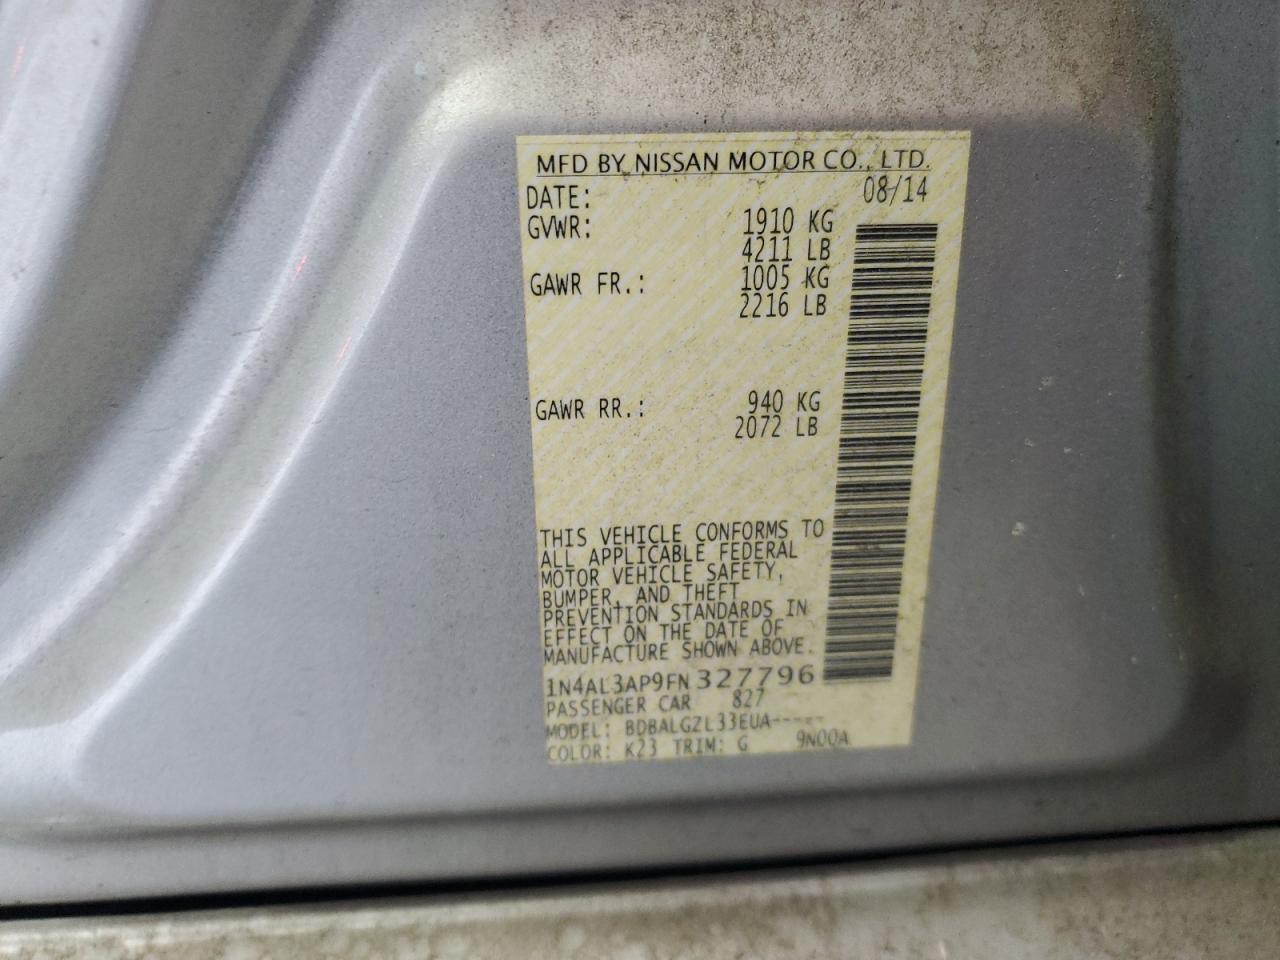 MFD BY NISSAN MOTOR CO., LTD.
DATE: 08/14
GVWR: 1910 KG
4211 LB
GAWR FR.: 1005 KG
2216 LB
GAWR RR.: 940 KG
2072 LB
THIS VEHICLE CONFORMS TO
ALL APPLICABLE FEDERAL
MOTOR VEHICLE SAFETY,
BUMPER, AND THEFT
PREVENTION STANDARDS IN
EFFECT ON THE DATE OF
MANUFACTURE SHOWN ABOVE.
1N4AL3AP9FN 327796
PASSENGER CAR 827
MODEL: BDBALGZL33EUA-----
COLOR: K23 TRIM: G 9N00A